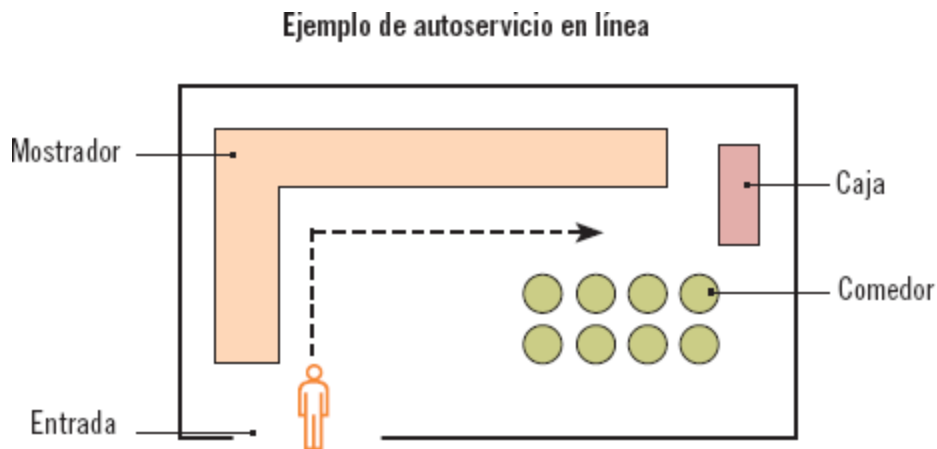 Ejemplo de autoservicio en línea
Mostrador
Caja
Comedor
Entrada